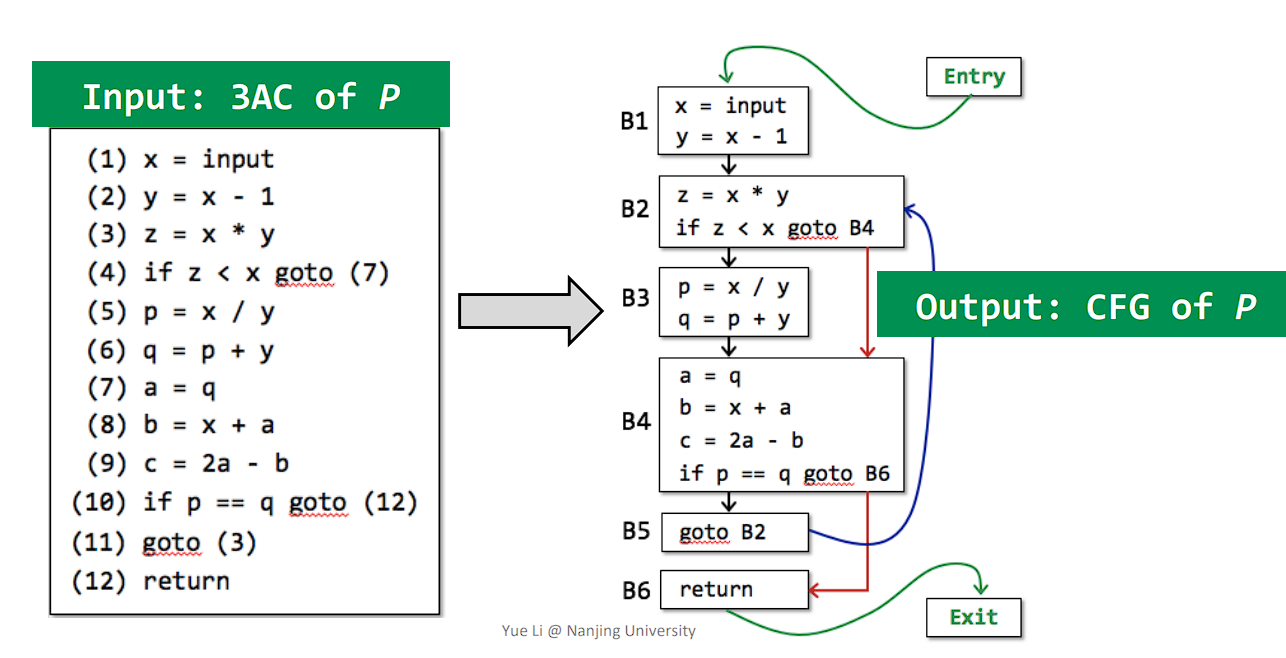 Input: 3AC of P
(1) x = input
(2) y = x - 1
(3) z = x * y
(4) if z < x goto (7)
(5) p = x / y
(6) q = p + y
(7) a = q
(8) b = x + a
(9) c = 2a - b
(10) if p == q goto (12)
(11) goto (3)
(12) return
Entry
B1
x = input
y = x - 1
B2
z = x * y
if z < x goto B4
B3
p = x / y
q = p + y
Output: CFG of P
B4
a = q
b = x + a
c = 2a - b
if p == q goto B6
B5
goto B2
B6
return
Exit
Yue Li @ Nanjing University